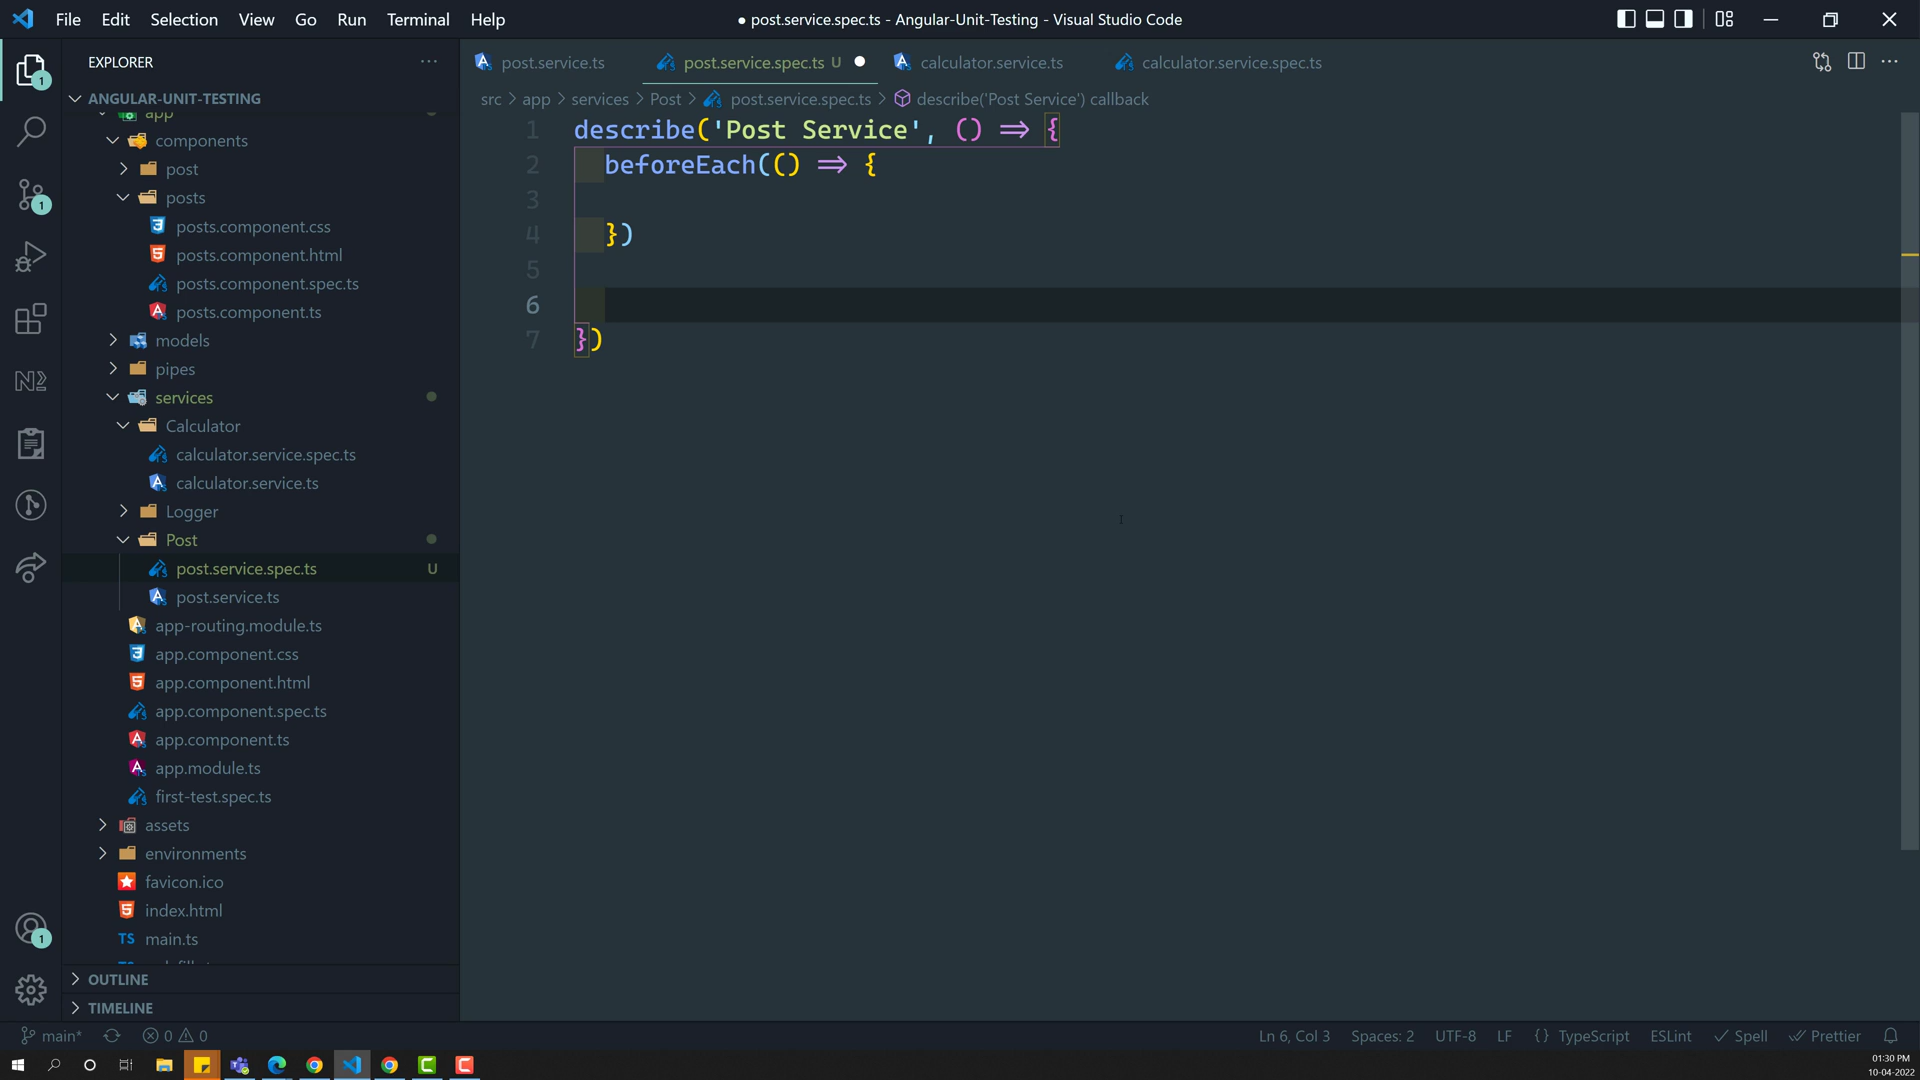 File Edit Selection View Go Run Terminal Help
● post.service.spec.ts - Angular-Unit-Testing - Visual Studio Code
EXPLORER
ANGULAR-UNIT-TESTING
app
components
post
posts
posts.component.css
posts.component.html
posts.component.spec.ts
posts.component.ts
models
pipes
services
Calculator
calculator.service.spec.ts
calculator.service.ts
Logger
Post
post.service.spec.ts U
post.service.ts
app-routing.module.ts
app.component.css
app.component.html
app.component.spec.ts
app.component.ts
app.module.ts
first-test.spec.ts
assets
environments
favicon.ico
index.html
TS main.ts
OUTLINE
TIMELINE
1
1
1
post.service.ts post.service.spec.ts U calculator.service.ts calculator.service.spec.ts
src > app > services > Post > post.service.spec.ts > describe('Post Service') callback
1 describe('Post Service', () => {
2 beforeEach(() => {
3
4 })
5
6
7 })
main* 0 0
Ln 6, Col 3 Spaces: 2 UTF-8 LF {} TypeScript ESLint Spell Prettier
01:30 PM
10-04-2022